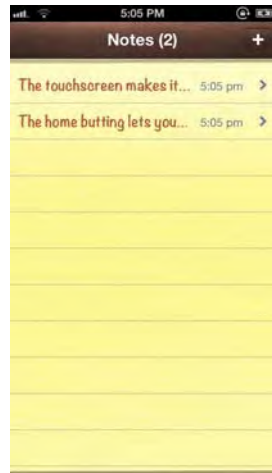 5:05 PM
Notes (2) +
The touchscreen makes it... 5:05 pm >
The home butting lets you... 5:05 pm >